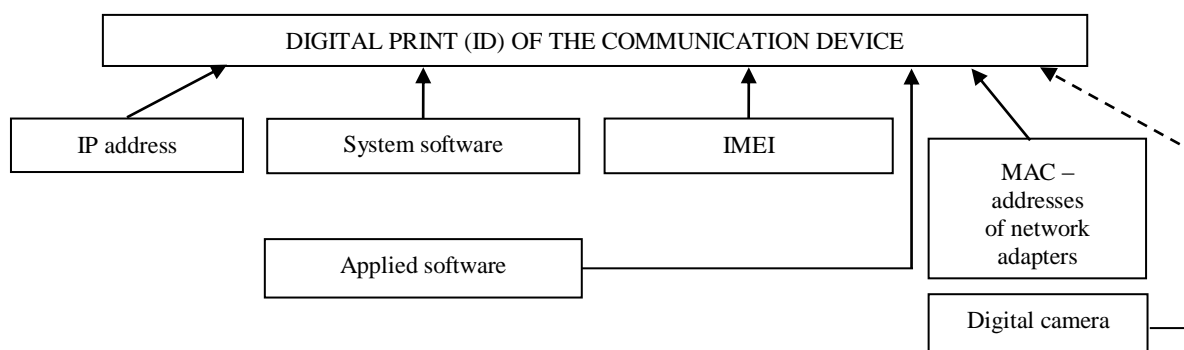 DIGITAL PRINT (ID) OF THE COMMUNICATION DEVICE
IP address
System software
IMEI
MAC –
addresses
of network
adapters
Applied software
Digital camera